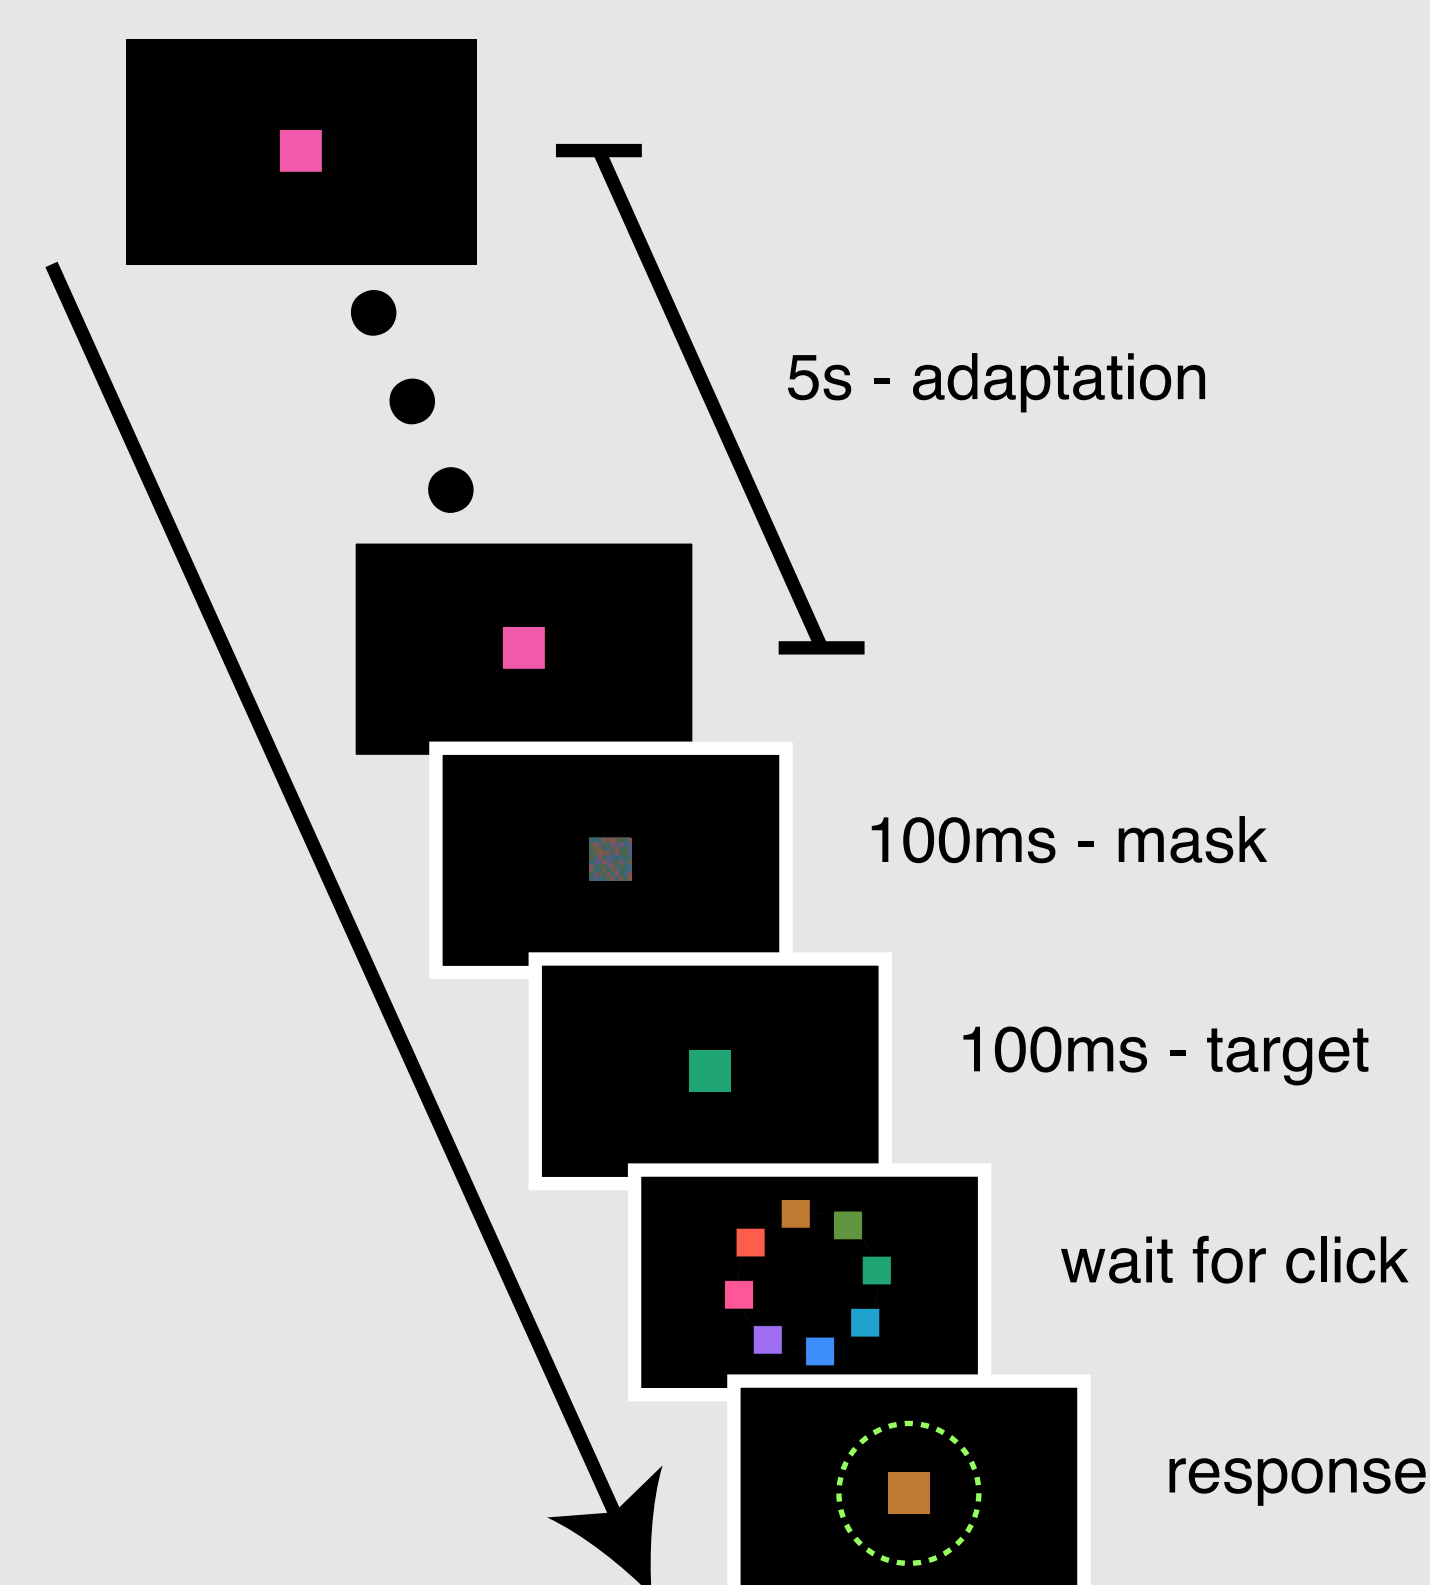 5s - adaptation
100ms - mask
100ms - target
wait for click
response